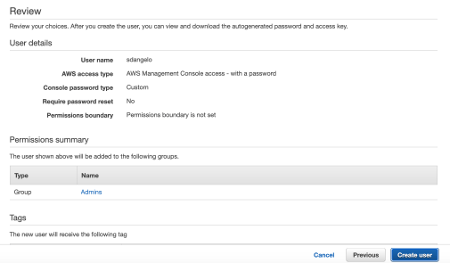 Review
Review your choices. After you create the user, you can view and download the autogenerated password and access key.
User details
User name sdangelo
AWS access type AWS Management Console access - with a password
Console password type Custom
Require password reset No
Permissions boundary Permissions boundary is not set
Permissions summary
The user shown above will be added to the following groups.
Type Name
Group Admins
Tags
The new user will receive the following tag
Cancel Previous Create user